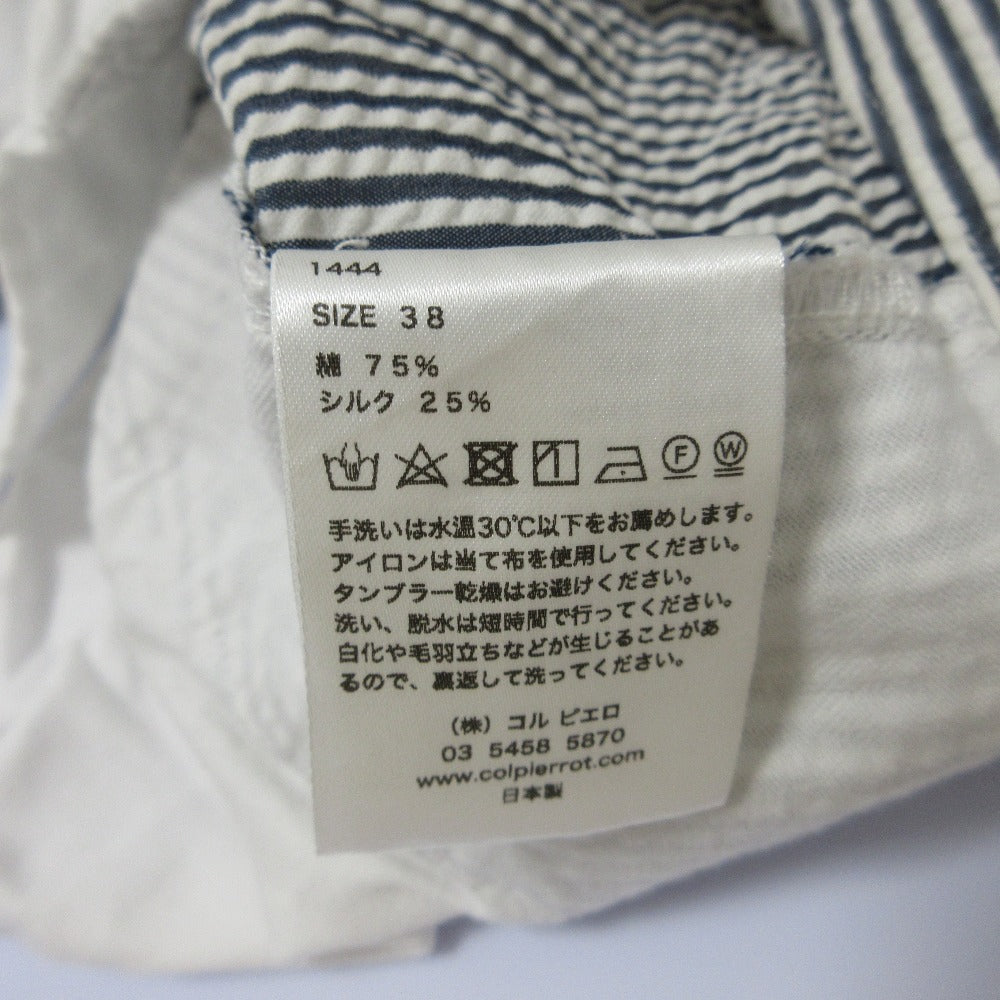 1444
SIZE 38
綿 75%
シルク 25%
F W
手洗いは水温30℃以下をお薦めします。
アイロンは当て布を使用してください。
タンブラー乾燥はお避けください。
洗い、脱水は短時間で行ってください。
白化や毛羽立ちなどが生じることがあ
るので、裏返して洗ってください。
(株) コル ピエロ
03 5458 5870
www.colpierrot.com
日本製